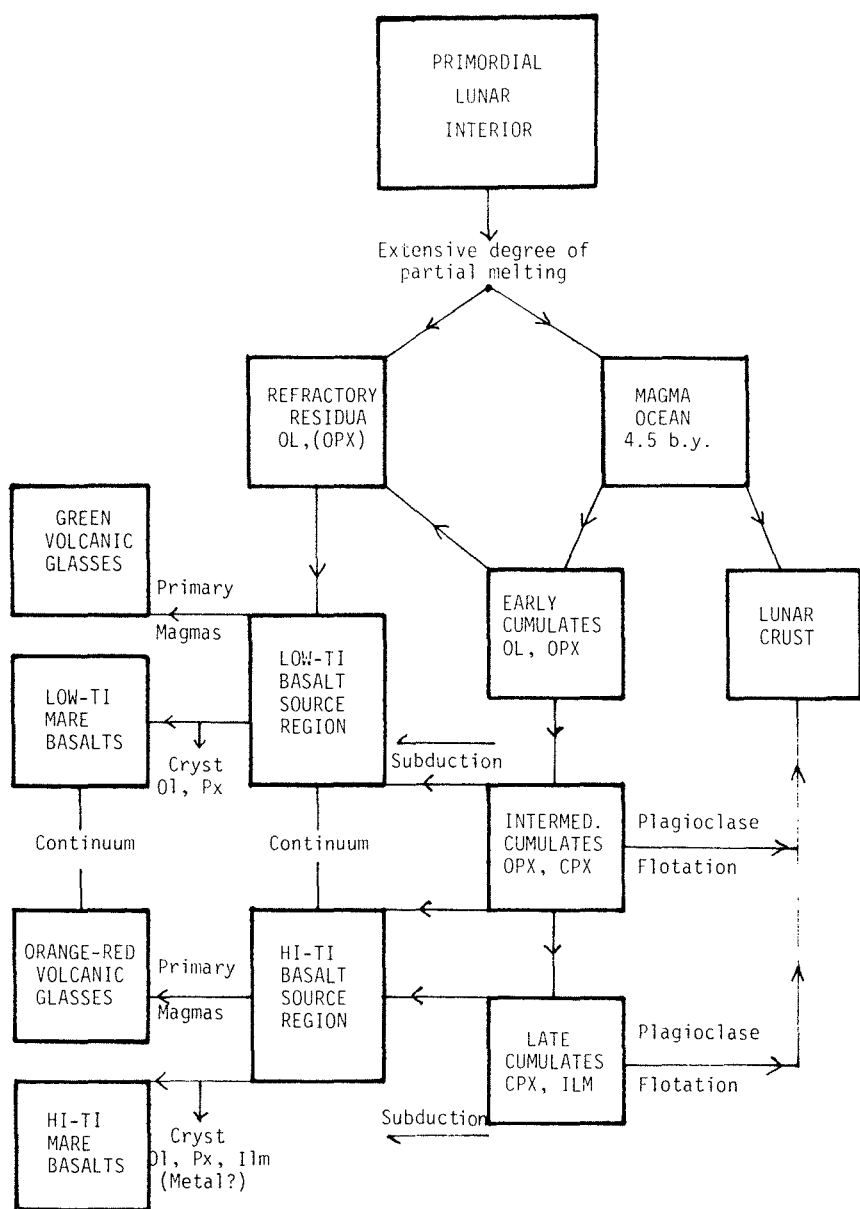 PRIMORDIAL
LUNAR
INTERIOR
Extensive degree of
partial melting
REFRACTORY
RESIDUA
OL,(OPX)
MAGMA
OCEAN
4.5 b.y.
GREEN
VOLCANIC
GLASSES
Primary
Magmas
EARLY
CUMULATES
OL, OPX
LUNAR
CRUST
LOW-TI
BASALT
SOURCE
REGION
LOW-TI
MARE
BASALTS
Cryst
Ol, Px
Subduction
INTERMED.
CUMULATES
OPX, CPX
Plagioclase
Flotation
Continuum
Continuum
ORANGE-RED
VOLCANIC
GLASSES
Primary
Magmas
HI-TI
BASALT
SOURCE
REGION
LATE
CUMULATES
CPX, ILM
Plagioclase
Flotation
HI-TI
MARE
BASALTS
Cryst
Ol, Px, Ilm
(Metal?)
Subduction